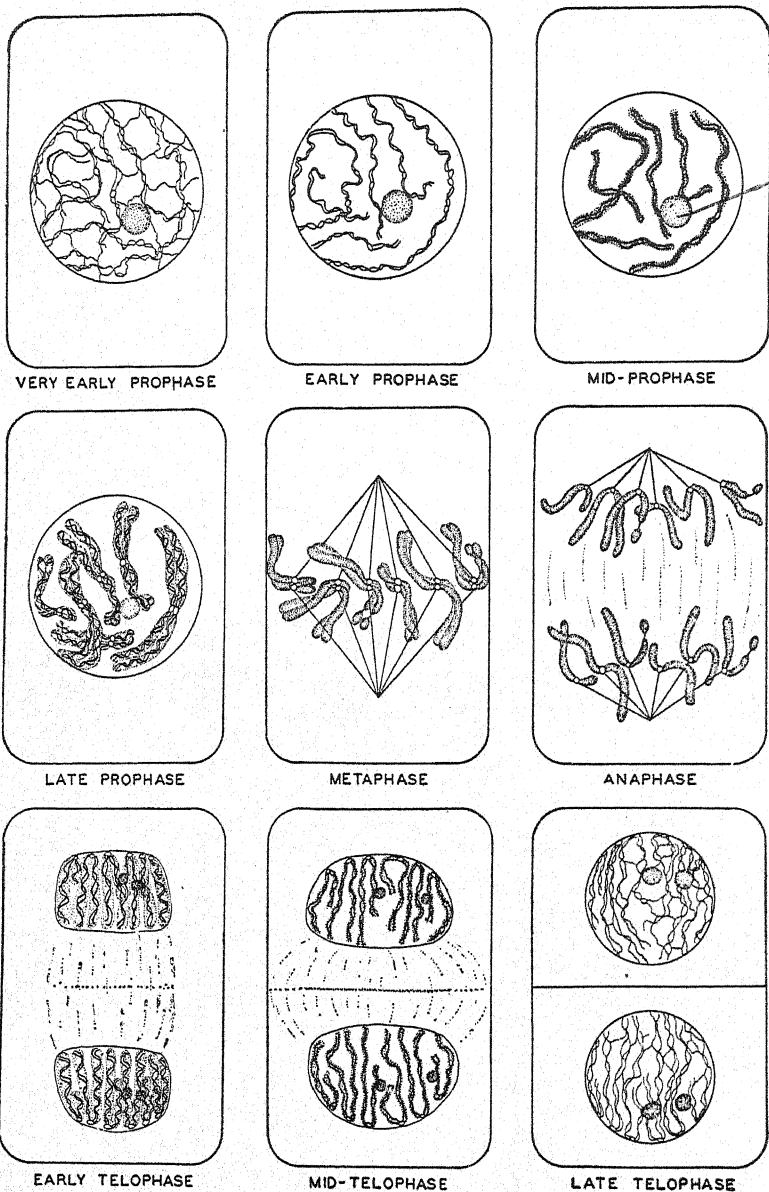 VERY EARLY PROPHASE
EARLY PROPHASE
MID-PROPHASE
LATE PROPHASE
METAPHASE
ANAPHASE
EARLY TELOPHASE
MID-TELOPHASE
LATE TELOPHASE